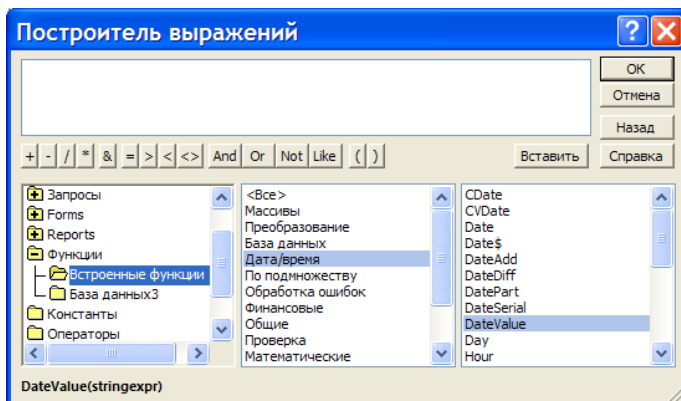 Построитель выражений
OK
Отмена
Назад
+ - / * & = > < <> And Or Not Like ( ) Вставить Справка
Запросы
Forms
Reports
Функции
Встроенные функции
База данных3
Константы
Операторы
<Все>
Массивы
Преобразование
База данных
Дата/время
По подмножеству
Обработка ошибок
Финансовые
Общие
Проверка
Математические
CDate
CVDate
Date
Date$
DateAdd
DateDiff
DatePart
DateSerial
DateValue
Day
Hour
DateValue(stringexpr)